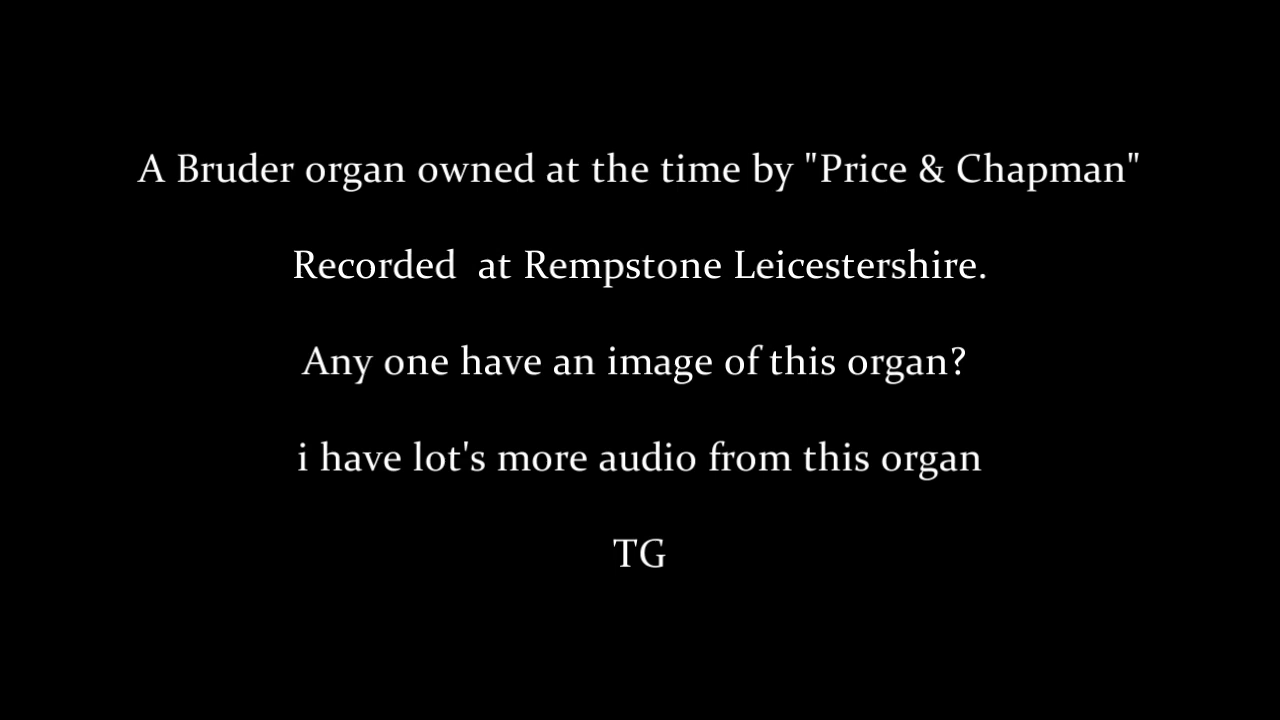 A Bruder organ owned at the time by "Price & Chapman"
Recorded  at Rempstone Leicestershire.
Any one have an image of this organ?
i have lot's more audio from this organ
TG